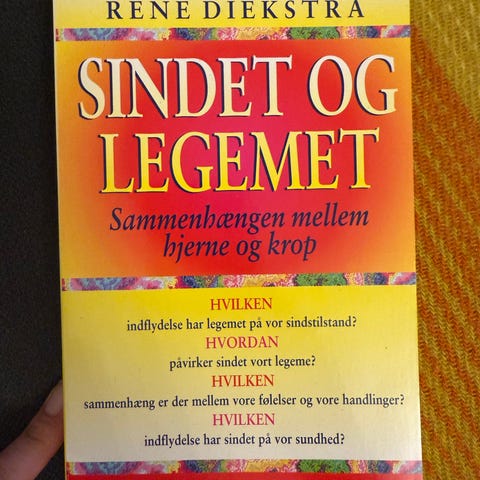 RENE DIEKSTRA
SINDET OG
LEGEMET
Sammenhængen mellem
hjerne og krop
HVILKEN
indflydelse har legemet på vor sindstilstand?
HVORDAN
påvirker sindet vort legeme?
HVILKEN
sammenhæng er der mellem vore følelser og vore handlinger?
HVILKEN
indflydelse har sindet på vor sundhed?